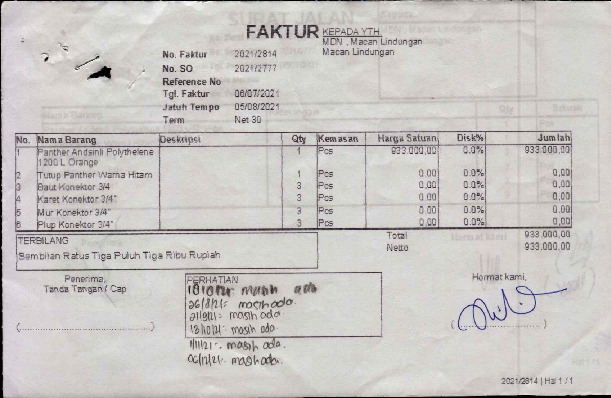 FAKTUR
KEPADA YTH.
MDN , Macan Lindungan
Macan Lindungan
No. Faktur 2021/2814
No. SO 2021/2777
Reference No
Tgl. Faktur 06/07/2021
Jatuh Tempo 05/08/2021
Term Net 30
No. Nama Barang Deskripsi Qty Kemasan Harga Satuan Disk% Jumlah
1 Panther Andsinli Polythelene 1 Pcs 933.000,00 0.0% 933.000,00
1200 L Orange
2 Tutup Panther Warna Hitam 1 Pcs 0,00 0.0% 0,00
3 Baut Konektor 3/4 3 Pcs 0,00 0.0% 0,00
4 Karet Konektor 3/4" 3 Pcs 0,00 0.0% 0,00
5 Mur Konektor 3/4" 3 Pcs 0,00 0.0% 0,00
6 Plup Konektor 3/4" 3 Pcs 0,00 0.0% 0,00
Total 933.000,00
Netto 933.000,00
TERBILANG
Sembilan Ratus Tiga Puluh Tiga Ribu Rupiah
Penerima,
Tanda Tangan / Cap
PERHATIAN
masih ada
26/8/21: masih ada.
21/9/21: masih ada
18/10/21: masih ada
1/11/21: masih ada.
06/12/21: masih ada.
Hormat kami,
2021/2814 | Hal 1 / 1